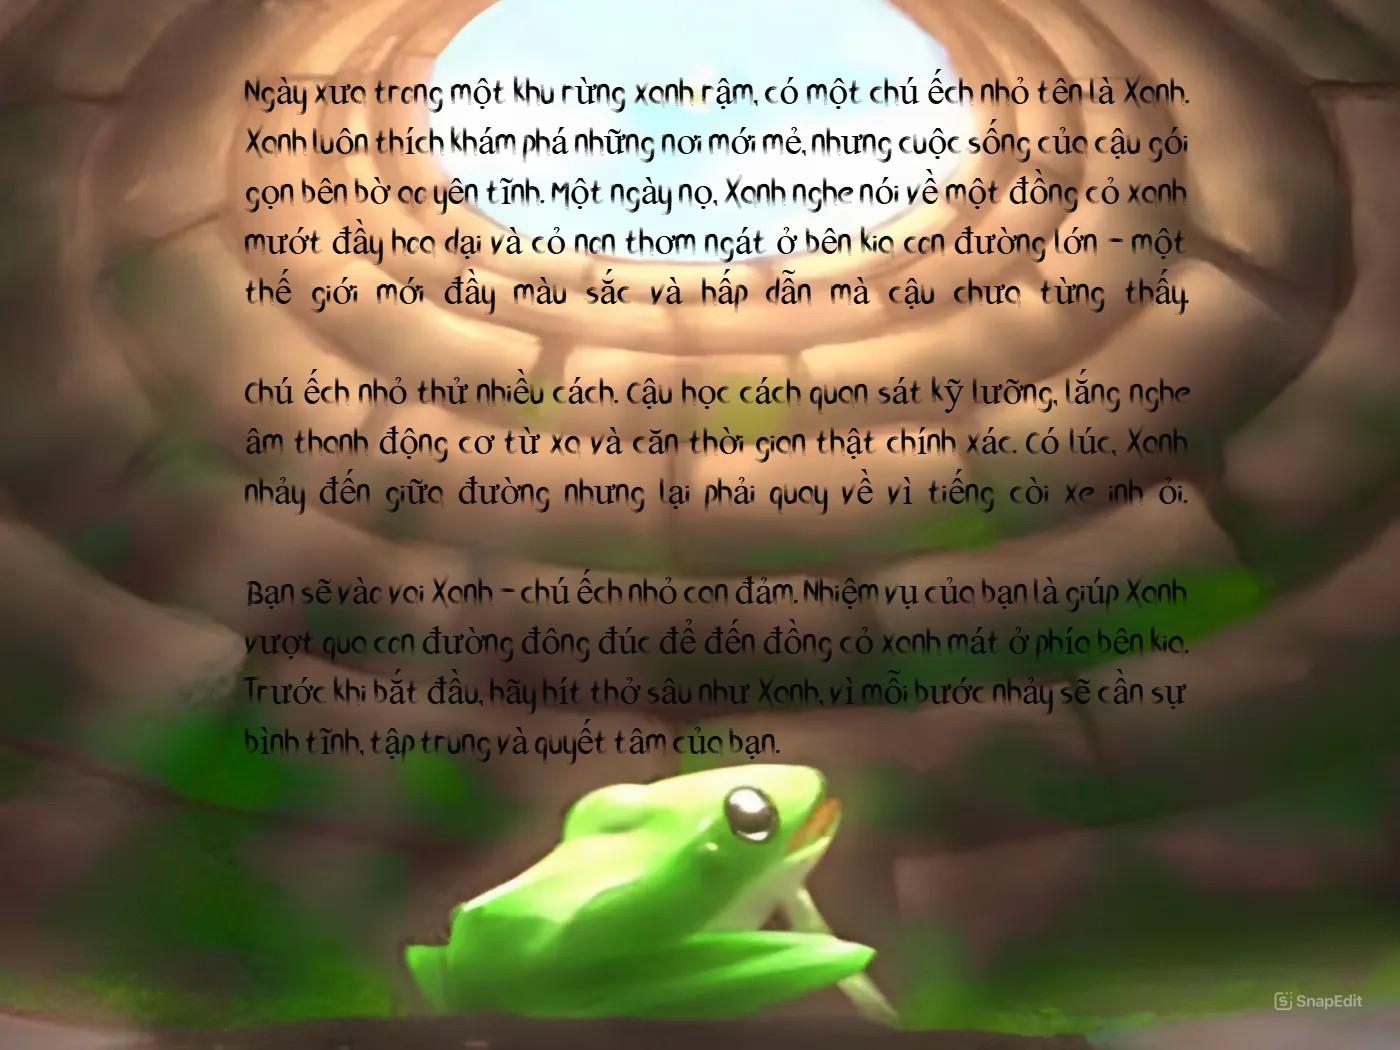 Ngày xưa trong một khu rừng xanh rậm, có một chú ếch nhỏ tên là Xanh.
Xanh luôn thích khám phá những nơi mới mẻ, nhưng cuộc sống của cậu gói
gọn bên bờ ao yên tĩnh. Một ngày nọ, Xanh nghe nói về một đồng cỏ xanh
mướt đầy hoa dại và cỏ non thơm ngát ở bên kia con đường lớn - một
thế giới mới đầy màu sắc và hấp dẫn mà cậu chưa từng thấy.
Chú ếch nhỏ thử nhiều cách. Cậu học cách quan sát kỹ lưỡng, lắng nghe
âm thanh động cơ từ xa và căn thời gian thật chính xác. Có lúc, Xanh
nhảy đến giữa đường nhưng lại phải quay về vì tiếng còi xe inh ỏi.
Bạn sẽ vào vai Xanh - chú ếch nhỏ can đảm. Nhiệm vụ của bạn là giúp Xanh
vượt qua con đường đông đúc để đến đồng cỏ xanh mát ở phía bên kia.
Trước khi bắt đầu, hãy hít thở sâu như Xanh, vì mỗi bước nhảy sẽ cần sự
bình tĩnh, tập trung và quyết tâm của bạn.
SnapEdit